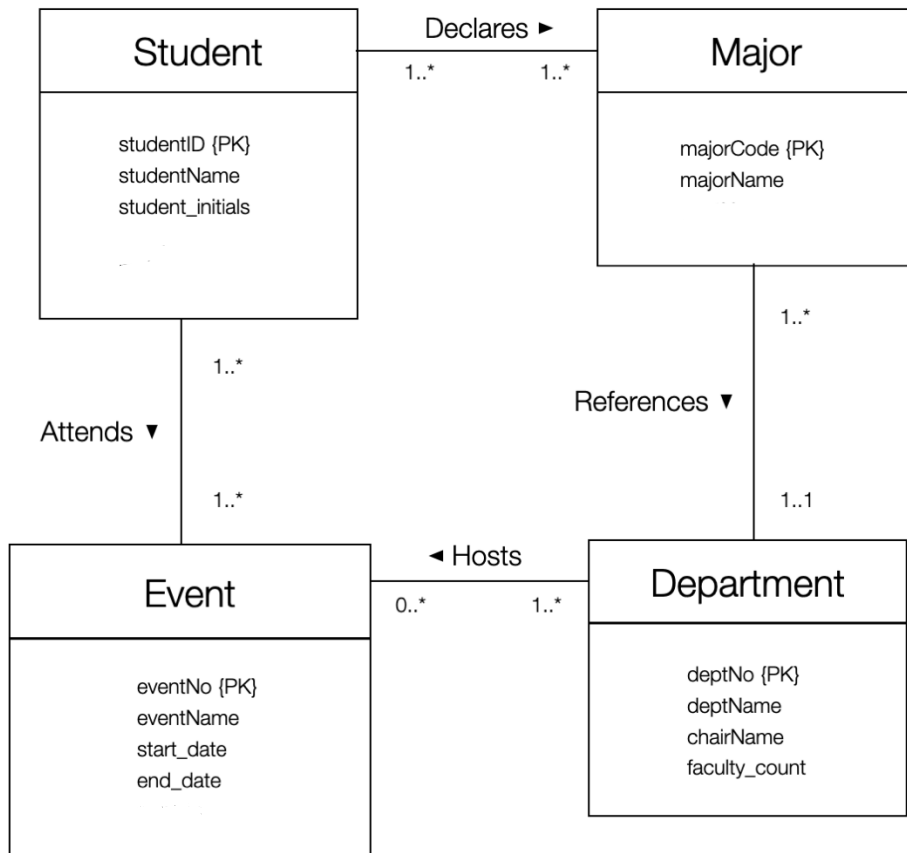 Student
Declares ►
Major
1..*
1..*
studentID {PK}
studentName
student_initials
majorCode {PK}
majorName
1..*
1..*
References ▼
Attends ▼
1..*
1..1
◄ Hosts
Event
0..*
1..*
Department
eventNo {PK}
eventName
start_date
end_date
deptNo {PK}
deptName
chairName
faculty_count